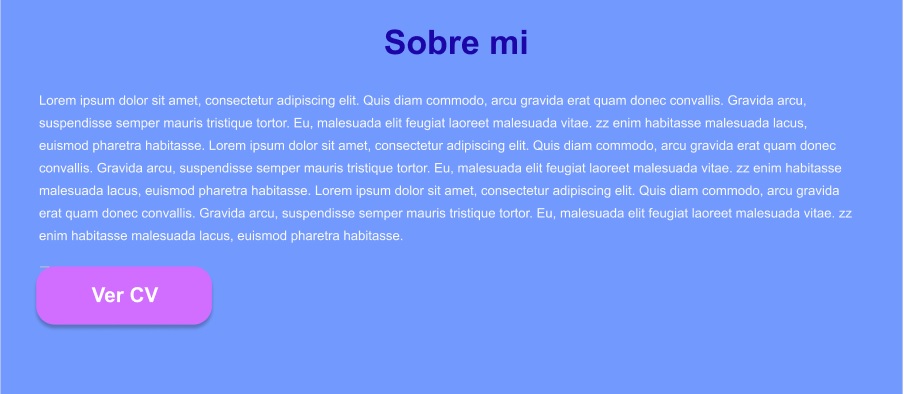 Sobre mi
Lorem ipsum dolor sit amet, consectetur adipiscing elit. Quis diam commodo, arcu gravida erat quam donec convallis. Gravida arcu,
suspendisse semper mauris tristique tortor. Eu, malesuada elit feugiat laoreet malesuada vitae. zz enim habitasse malesuada lacus,
euismod pharetra habitasse. Lorem ipsum dolor sit amet, consectetur adipiscing elit. Quis diam commodo, arcu gravida erat quam donec
convallis. Gravida arcu, suspendisse semper mauris tristique tortor. Eu, malesuada elit feugiat laoreet malesuada vitae. zz enim habitasse
malesuada lacus, euismod pharetra habitasse. Lorem ipsum dolor sit amet, consectetur adipiscing elit. Quis diam commodo, arcu gravida
erat quam donec convallis. Gravida arcu, suspendisse semper mauris tristique tortor. Eu, malesuada elit feugiat laoreet malesuada vitae. zz
enim habitasse malesuada lacus, euismod pharetra habitasse.
Ver CV